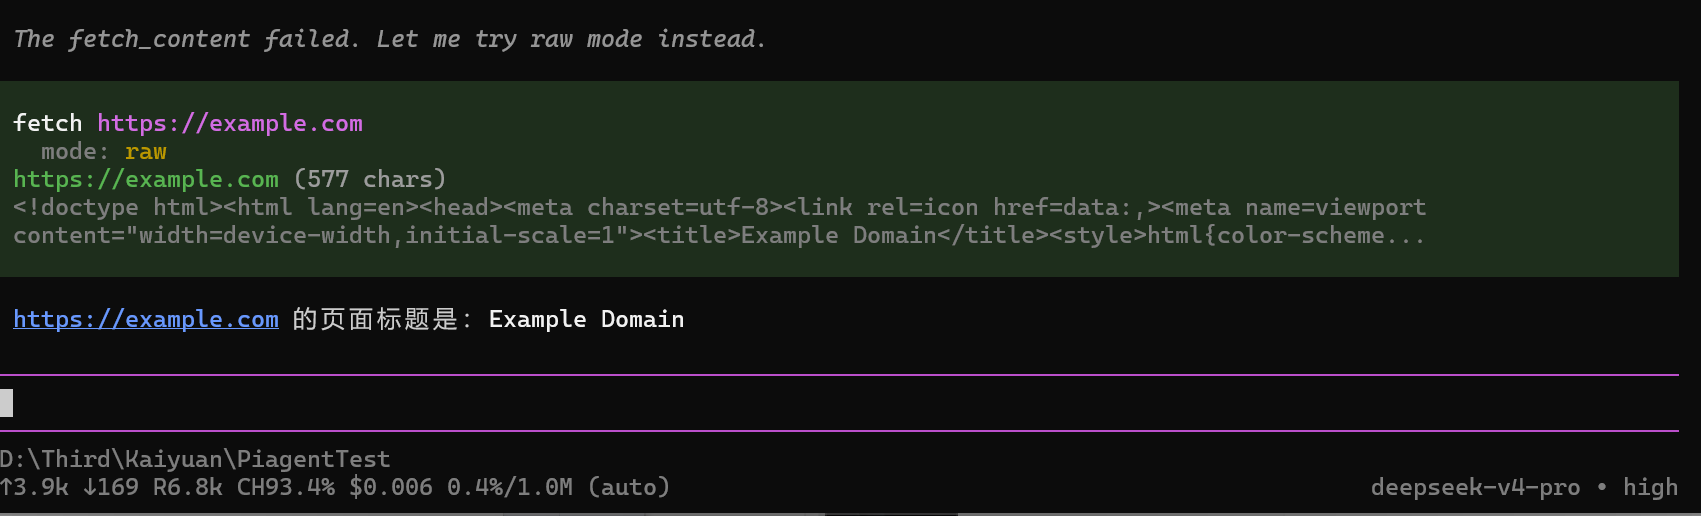 The fetch_content failed. Let me try raw mode instead.
fetch https://example.com
mode: raw
https://example.com (577 chars)
<!doctype html><html lang=en><head><meta charset=utf-8><link rel=icon href=data:,><meta name=viewport
content="width=device-width,initial-scale=1"><title>Example Domain</title><style>html{color-scheme...
https://example.com 的页面标题是：Example Domain
D:\Third\Kaiyuan\PiagentTest
↑3.9k ↓169 R6.8k CH93.4% $0.006 0.4%/1.0M (auto) deepseek-v4-pro • high